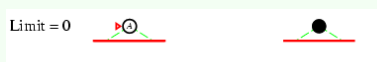 Limit = 0
A